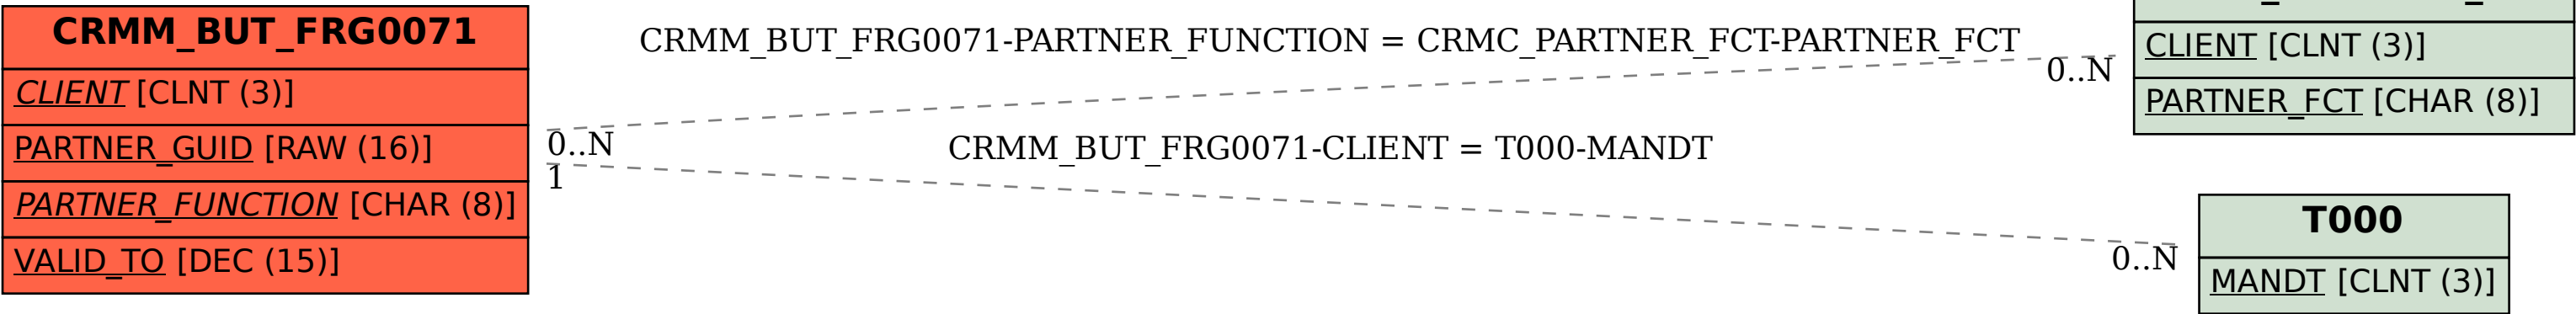 CRMM_BUT_FRG0071
CLIENT [CLNT (3)]
PARTNER_GUID [RAW (16)]
PARTNER_FUNCTION [CHAR (8)]
VALID_TO [DEC (15)]
CRMM_BUT_FRG0071-PARTNER_FUNCTION = CRMC_PARTNER_FCT-PARTNER_FCT
0..N
0..N
CRMM_BUT_FRG0071-CLIENT = T000-MANDT
1
0..N
CLIENT [CLNT (3)]
PARTNER_FCT [CHAR (8)]
T000
MANDT [CLNT (3)]